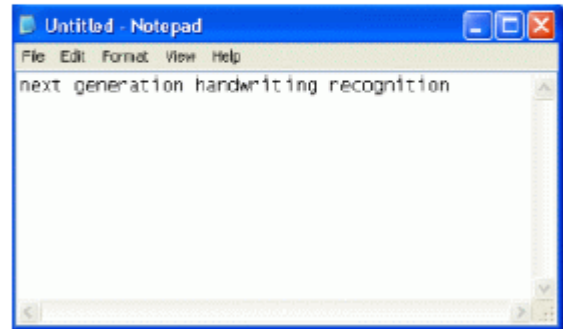 Untitled - Notepad
File Edit Format View Help
next generation handwriting recognition